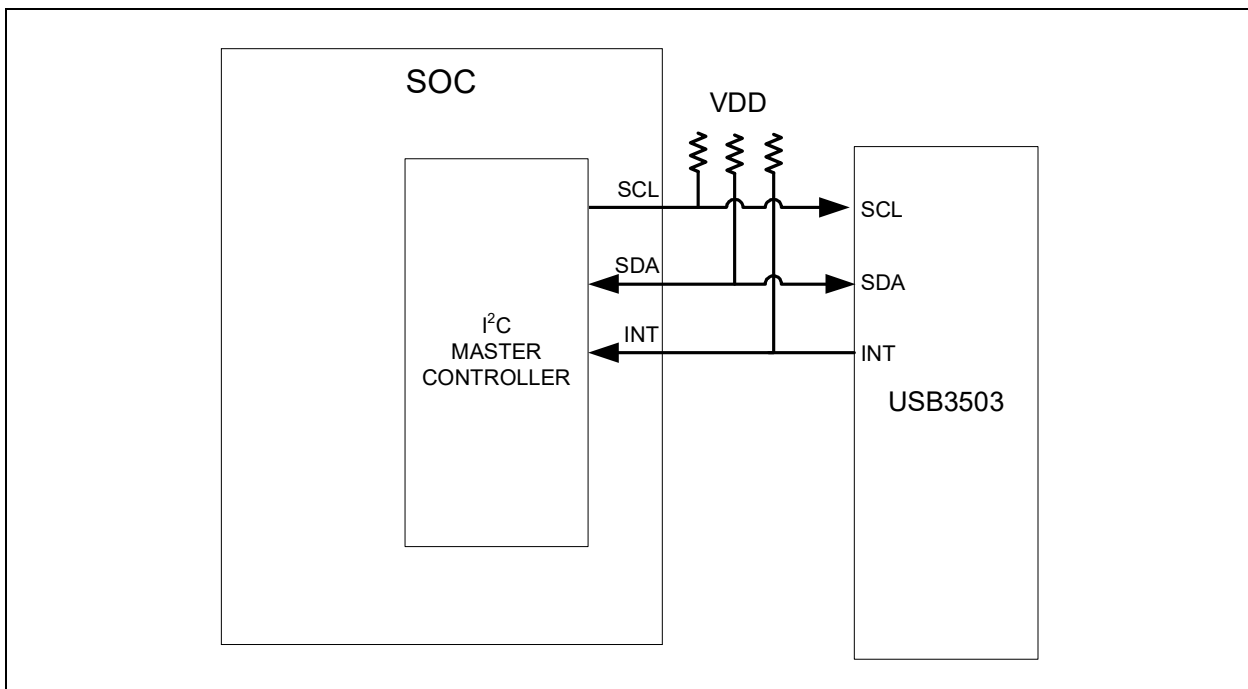 SOC
VDD
SCL
SCL
SDA
SDA
INT
INT
I²C
MASTER
CONTROLLER
USB3503